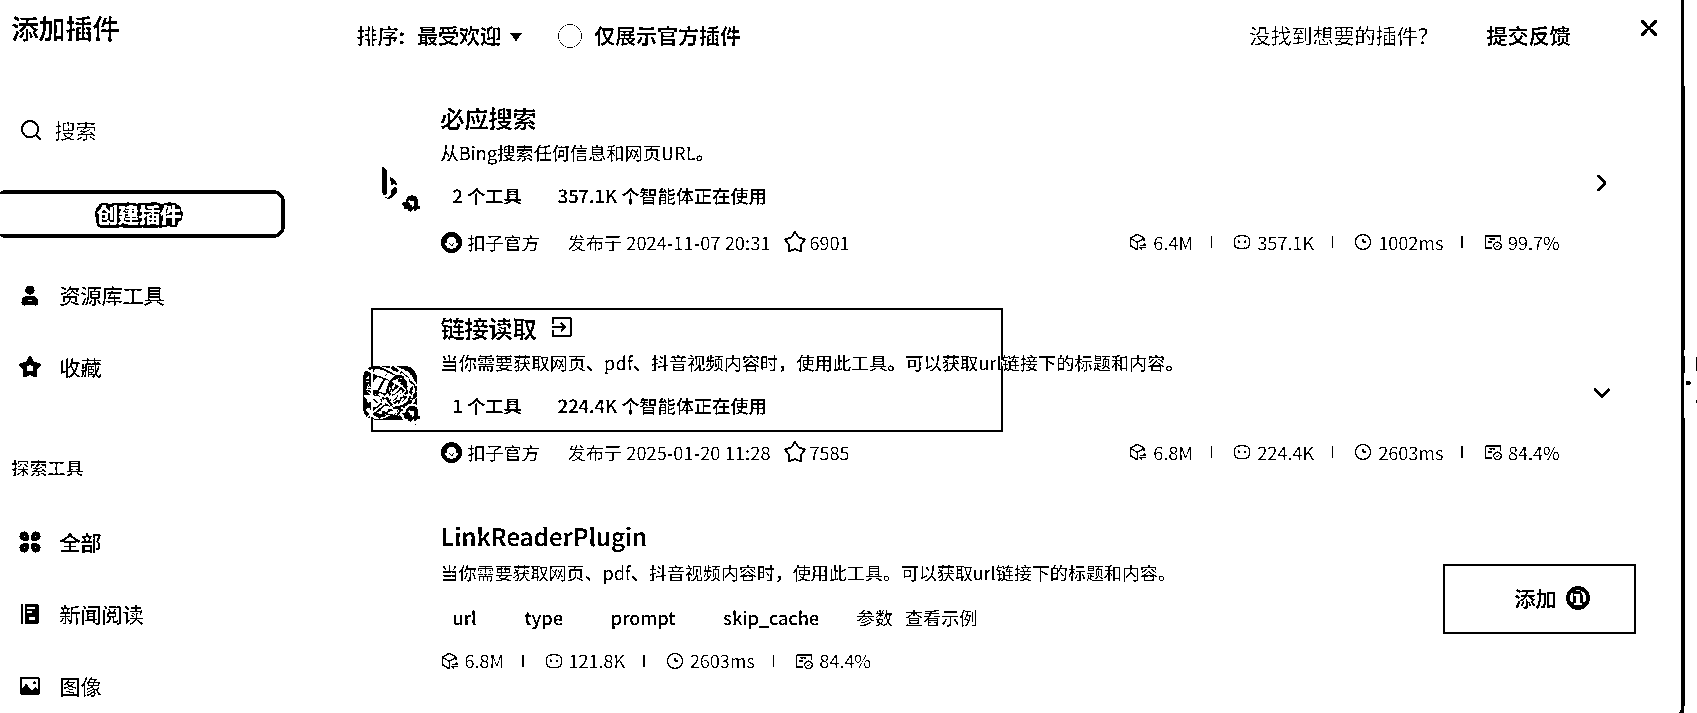 添加插件
排序: 最受欢迎 仅展示官方插件 没找到想要的插件? 提交反馈
搜索
创建插件
资源库工具
收藏
探索工具
全部
新闻阅读
图像
必应搜索
从Bing搜索任何信息和网页URL。
2 个工具 357.1K 个智能体正在使用
扣子官方 发布于 2024-11-07 20:31 6901 6.4M 357.1K 1002ms 99.7%
链接读取
当你需要获取网页、pdf、抖音视频内容时，使用此工具。可以获取url链接下的标题和内容。
1 个工具 224.4K 个智能体正在使用
扣子官方 发布于 2025-01-20 11:28 7585 6.8M 224.4K 2603ms 84.4%
LinkReaderPlugin
当你需要获取网页、pdf、抖音视频内容时，使用此工具。可以获取url链接下的标题和内容。
url type prompt skip_cache 参数 查看示例
6.8M 121.8K 2603ms 84.4%
添加